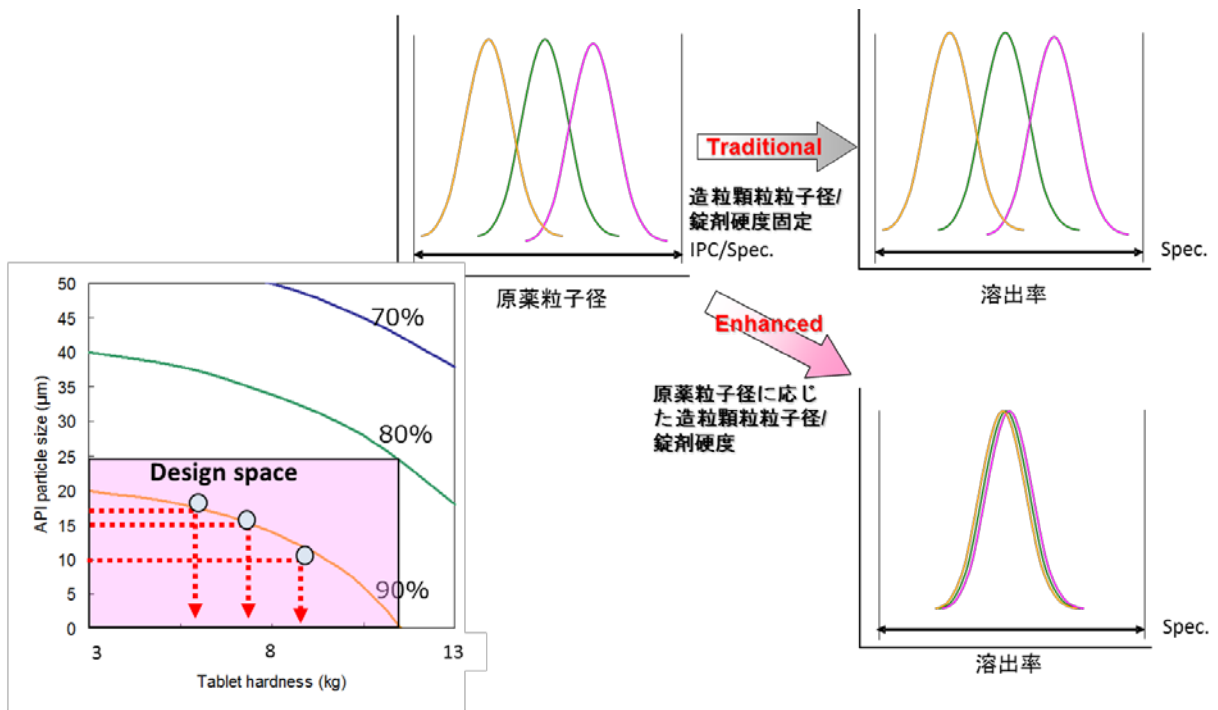 Traditional
造粒顆粒粒子径/
錠剤硬度固定
IPC/Spec.
原薬粒子径
Spec.
溶出率
Enhanced
原薬粒子径に応じ
た造粒顆粒粒子径/
錠剤硬度
Spec.
溶出率
50
45
40
35
30
25
20
15
10
5
0
API particle size (μm)
70%
80%
Design space
90%
3
8
13
Tablet hardness (kg)